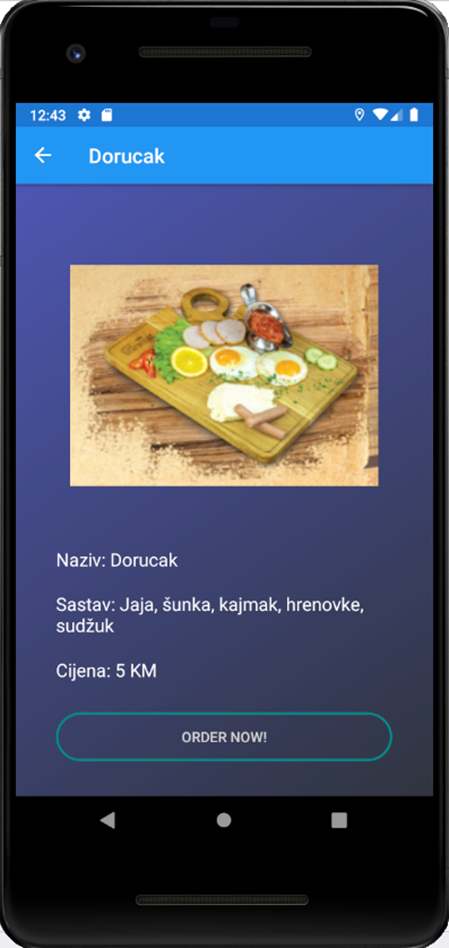 12:43
Dorucak
Naziv: Dorucak
Sastav: Jaja, šunka, kajmak, hrenovke,
sudžuk
Cijena: 5 KM
ORDER NOW!